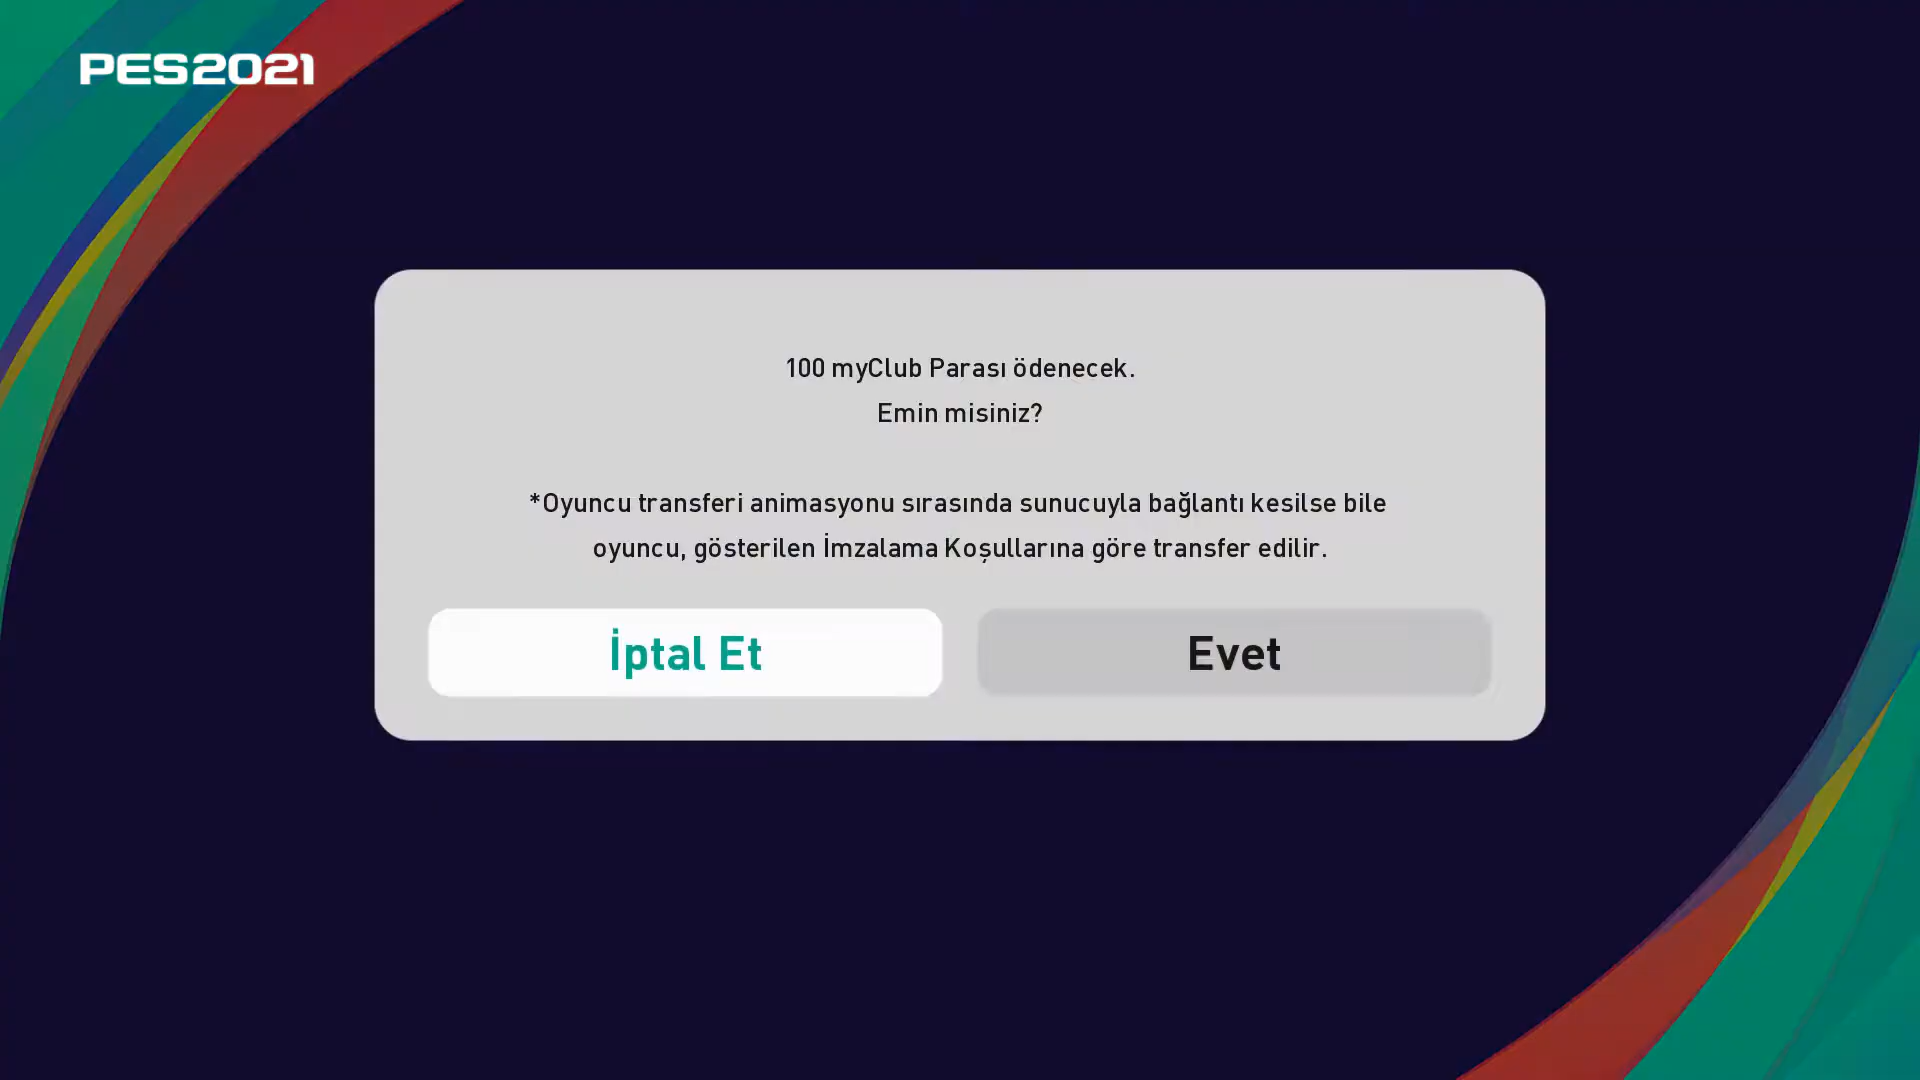 PES2021
100 myClub Parası ödenecek.
Emin misiniz?
*Oyuncu transferi animasyonu sırasında sunucuyla bağlantı kesilse bile
oyuncu, gösterilen İmzalama Koşullarına göre transfer edilir.
İptal Et
Evet